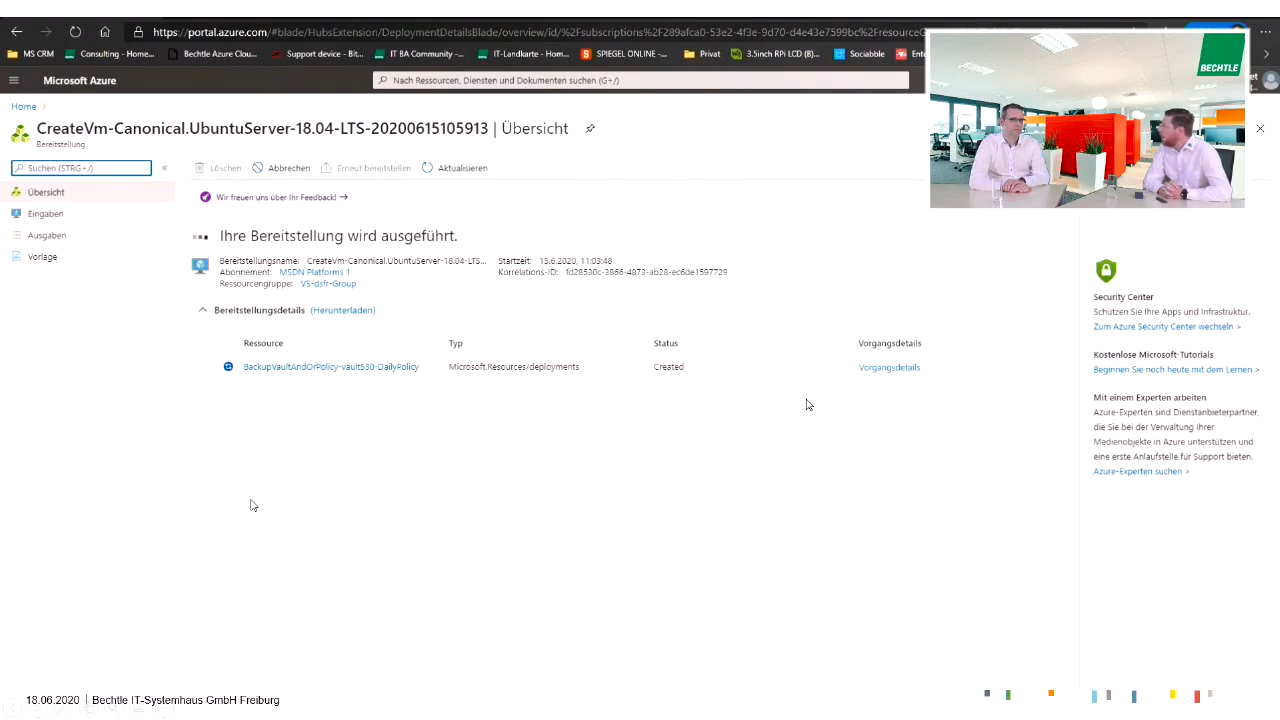 https://portal.azure.com/#blade/HubsExtension/DeploymentDetailsBlade/overview/id/%2Fsubscriptions%2F289afca0-53e2-4f3e-9d70-d4e43e7599bc%2Fresource
MS CRM
Consulting - Home...
Bechtle Azure Clou...
Support device - Bit...
IT BA Community -...
IT-Landkarte - Hom...
SPIEGEL ONLINE -...
Privat
3.5inch RPi LCD (B)...
Sociabble
Microsoft Azure
Nach Ressourcen, Diensten und Dokumenten suchen (G+/)
BECHTLE
Home
CreateVm-Canonical.UbuntuServer-18.04-LTS-20200615105913 | Übersicht
Bereitstellung
Suchen (STRG+/)
Löschen
Abbrechen
Erneut bereitstellen
Aktualisieren
Übersicht
Eingaben
Ausgaben
Vorlage
Wir freuen uns über Ihr Feedback! →
Ihre Bereitstellung wird ausgeführt.
Bereitstellungsname: CreateVm-Canonical.UbuntuServer-18.04-LTS...
Abonnement: MSDN Platforms 1
Ressourcengruppe: VS-dsfr-Group
Startzeit: 15.6.2020, 11:03:48
Korrelations-ID: fd28530c-3866-4873-ab28-ec6de1597729
Bereitstellungsdetails (Herunterladen)
Ressource Typ Status Vorgangsdetails
BackupVaultAndOrPolicy-vault530-DailyPolicy Microsoft.Resources/deployments Created Vorgangsdetails
Security Center
Schützen Sie Ihre Apps und Infrastruktur.
Zum Azure Security Center wechseln >
Kostenlose Microsoft-Tutorials
Beginnen Sie noch heute mit dem Lernen >
Mit einem Experten arbeiten
Azure-Experten sind Dienstanbieterpartner,
die Sie bei der Verwaltung Ihrer
Medienobjekte in Azure unterstützen und
eine erste Anlaufstelle für Support bieten.
Azure-Experten suchen >
18.06.2020 | Bechtle IT-Systemhaus GmbH Freiburg